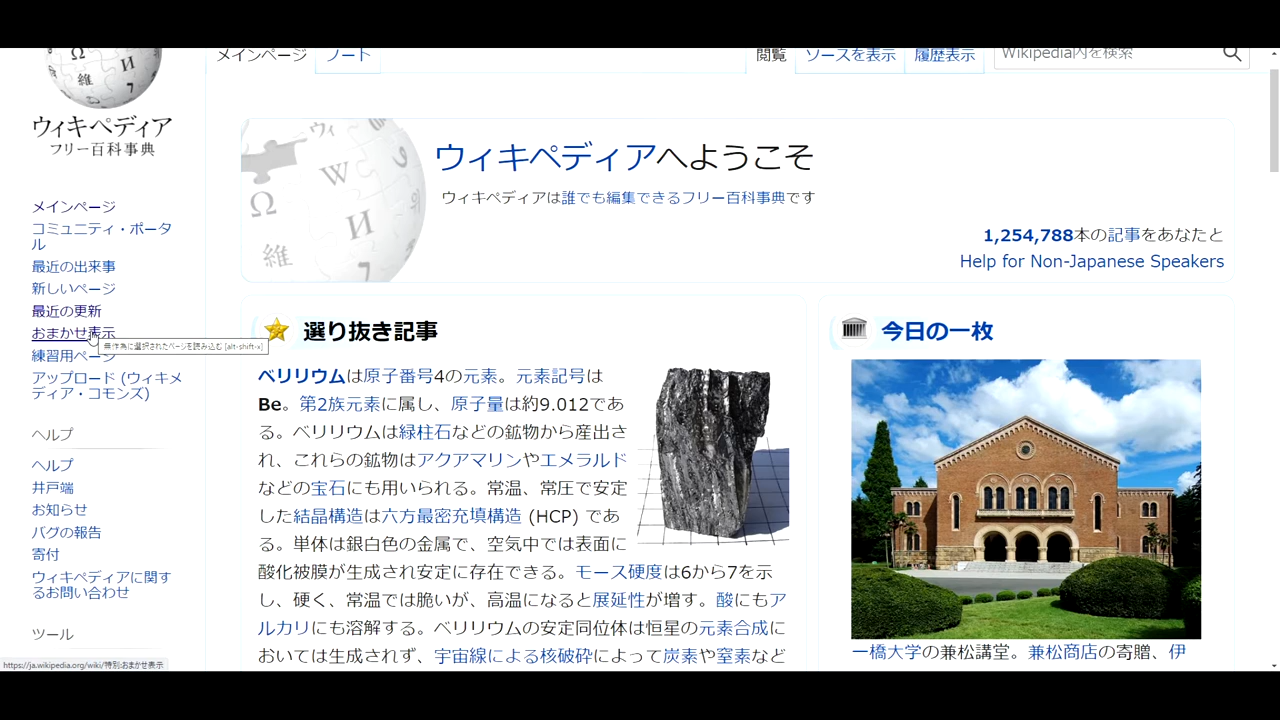 メインページ
ノート
閲覧
ソースを表示
履歴表示
Wikipedia内を検索
ウィキペディア
フリー百科事典
メインページ
コミュニティ・ポータ
ル
最近の出来事
新しいページ
最近の更新
おまかせ表示
無作為に選択されたページを読み込む [alt-shift-x]
練習用ページ
アップロード (ウィキメ
ディア・コモンズ)
ヘルプ
ヘルプ
井戸端
お知らせ
バグの報告
寄付
ウィキペディアに関す
るお問い合わせ
ツール
https://ja.wikipedia.org/wiki/特別:おまかせ表示
ウィキペディアへようこそ
ウィキペディアは誰でも編集できるフリー百科事典です
1,254,788本の記事をあなたと
Help for Non-Japanese Speakers
選り抜き記事
ベリリウムは原子番号4の元素。元素記号は
Be。第2族元素に属し、原子量は約9.012であ
る。ベリリウムは緑柱石などの鉱物から産出さ
れ、これらの鉱物はアクアマリンやエメラルド
などの宝石にも用いられる。常温、常圧で安定
した結晶構造は六方最密充填構造 (HCP) であ
る。単体は銀白色の金属で、空気中では表面に
酸化被膜が生成され安定に存在できる。モース硬度は6から7を示
し、硬く、常温では脆いが、高温になると展延性が増す。酸にもア
ルカリにも溶解する。ベリリウムの安定同位体は恒星の元素合成に
おいては生成されず、宇宙線による核破砕によって炭素や窒素など
今日の一枚
一橋大学の兼松講堂。兼松商店の寄贈、伊